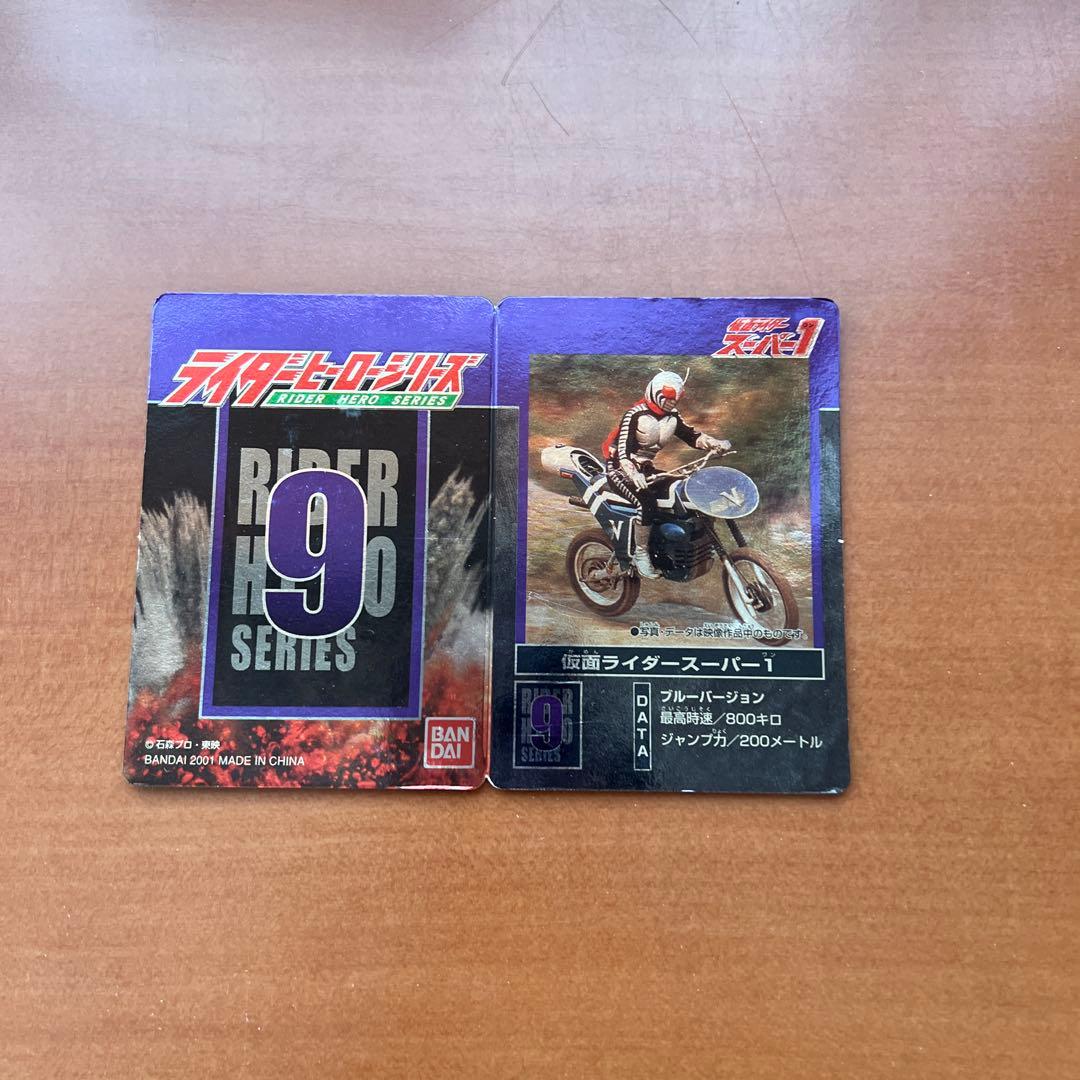 ライダーヒーローシリーズ
RIDER HERO SERIES
RIDER
HERO
SERIES
9
©石森プロ・東映
BANDAI 2001 MADE IN CHINA
BAN
DAI
仮面ライダー
スーパー1
ワン
V
V
●写真・データは映像作品中のものです。
仮面ライダースーパー1
RIDER
HERO
SERIES
9
DATA
ブルーバージョン
最高時速／800キロ
ジャンプ力／200メートル